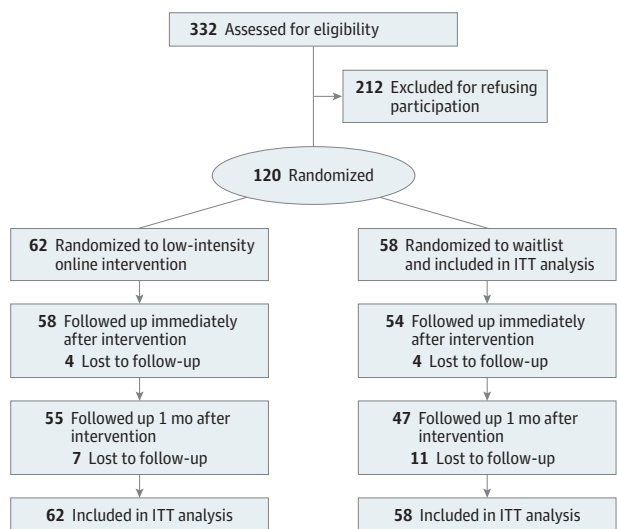 332 Assessed for eligibility
212 Excluded for refusing
participation
120 Randomized
62 Randomized to low-intensity
online intervention
58 Randomized to waitlist
and included in ITT analysis
58 Followed up immediately
after intervention
4 Lost to follow-up
54 Followed up immediately
after intervention
4 Lost to follow-up
55 Followed up 1 mo after
intervention
7 Lost to follow-up
47 Followed up 1 mo after
intervention
11 Lost to follow-up
62 Included in ITT analysis
58 Included in ITT analysis